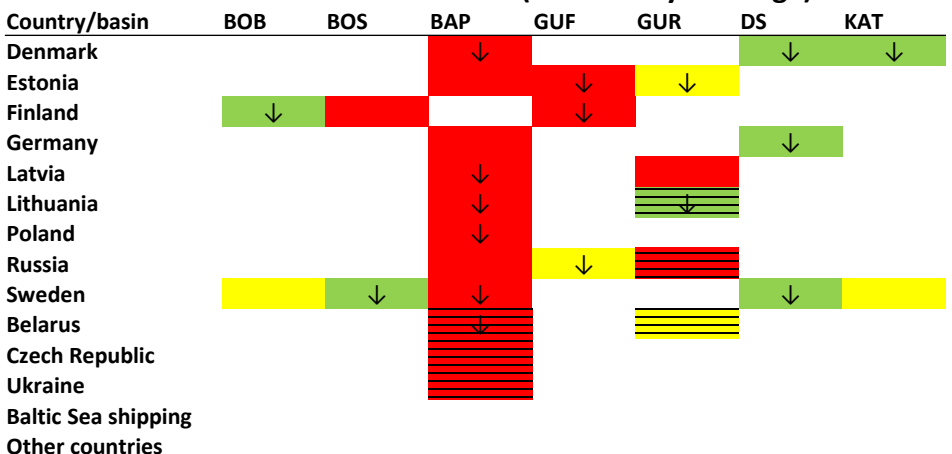 Country/basin BOB BOS BAP GUF GUR DS KAT
Denmark ↓ ↓ ↓
Estonia ↓ ↓
Finland ↓ ↓
Germany ↓
Latvia ↓
Lithuania ↓ ↓
Poland ↓
Russia ↓
Sweden ↓ ↓ ↓
Belarus ↓
Czech Republic
Ukraine
Baltic Sea shipping
Other countries